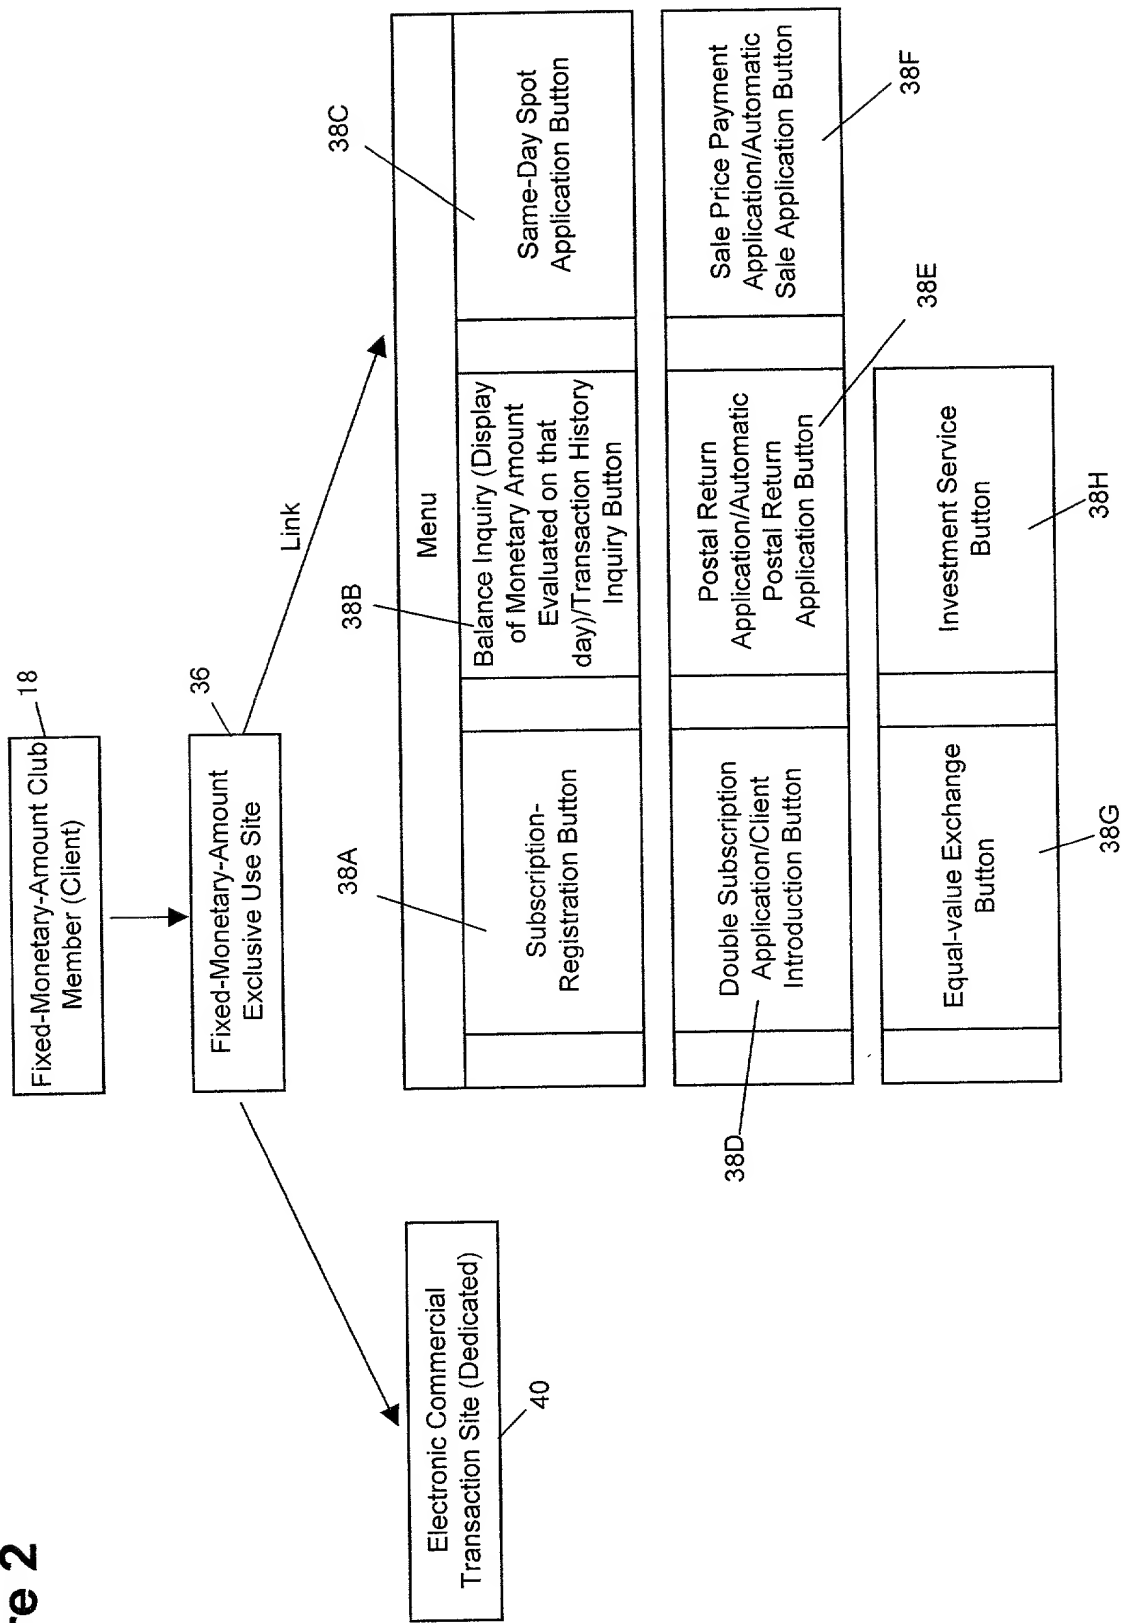 re 2
Fixed-Monetary-Amount Club
Member (Client)
18
Fixed-Monetary-Amount
Exclusive Use Site
36
Link
Electronic Commercial
Transaction Site (Dedicated)
40
Menu
38A
Subscription-
Registration Button
38B
Balance Inquiry (Display
of Monetary Amount
Evaluated on that
day)/Transaction History
Inquiry Button
38C
Same-Day Spot
Application Button
38D
Double Subscription
Application/Client
Introduction Button
Postal Return
Application/Automatic
Postal Return
Application Button
38E
Sale Price Payment
Application/Automatic
Sale Application Button
38F
Equal-value Exchange
Button
38G
Investment Service
Button
38H